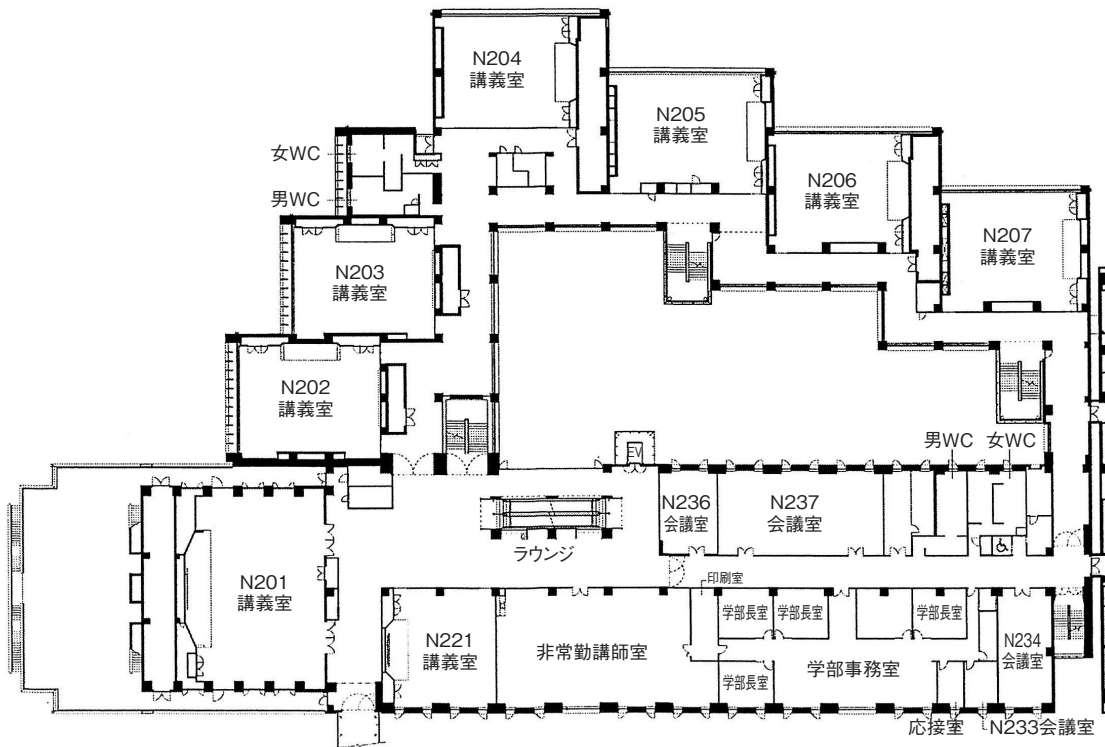 N204
講義室
N205
講義室
女WC
N206
講義室
男WC
N207
講義室
N203
講義室
N202
講義室
男WC
女WC
EV
N236
会議室
N237
会議室
ラウンジ
N201
講義室
印刷室
学部長室
学部長室
学部長室
N221
講義室
非常勤講師室
学部事務室
N234
会議室
学部長室
応接室
N233会議室